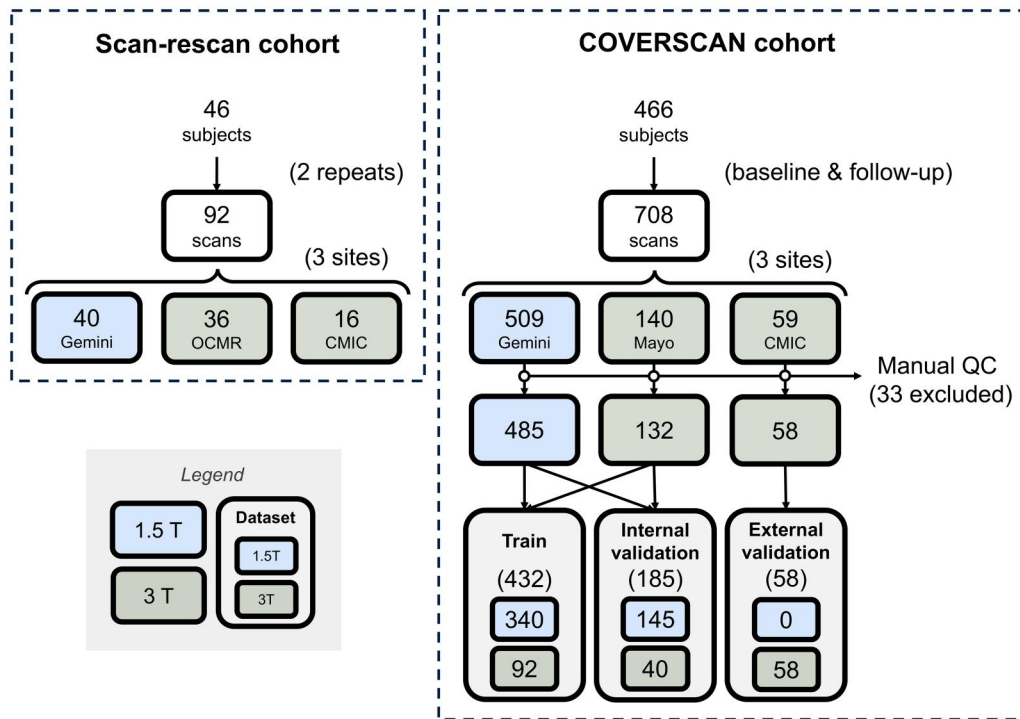 Scan-rescan cohort
46
subjects
(2 repeats)
92
scans
(3 sites)
40
Gemini
36
OCMR
16
CMIC
Legend
1.5 T
3 T
Dataset
1.5T
3T
COVERSCAN cohort
466
subjects
(baseline & follow-up)
708
scans
(3 sites)
509
Gemini
140
Mayo
59
CMIC
Manual QC
(33 excluded)
485
132
58
Train
(432)
340
92
Internal
validation
(185)
145
40
External
validation
(58)
0
58